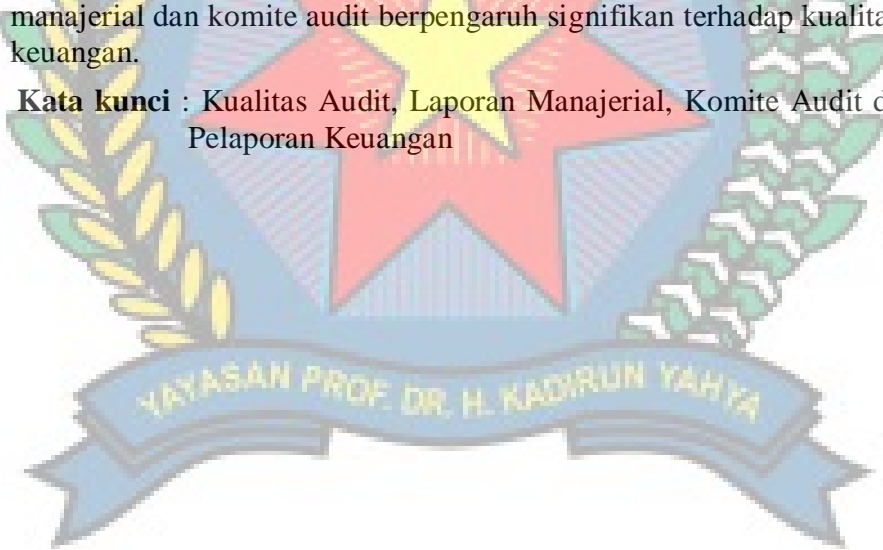 manajerial dan komite audit berpengaruh signifikan terhadap kualita
keuangan.
Kata kunci : Kualitas Audit, Laporan Manajerial, Komite Audit d
Pelaporan Keuangan
YAYASAN PROF. DR. H. KADIRUN YAHYA